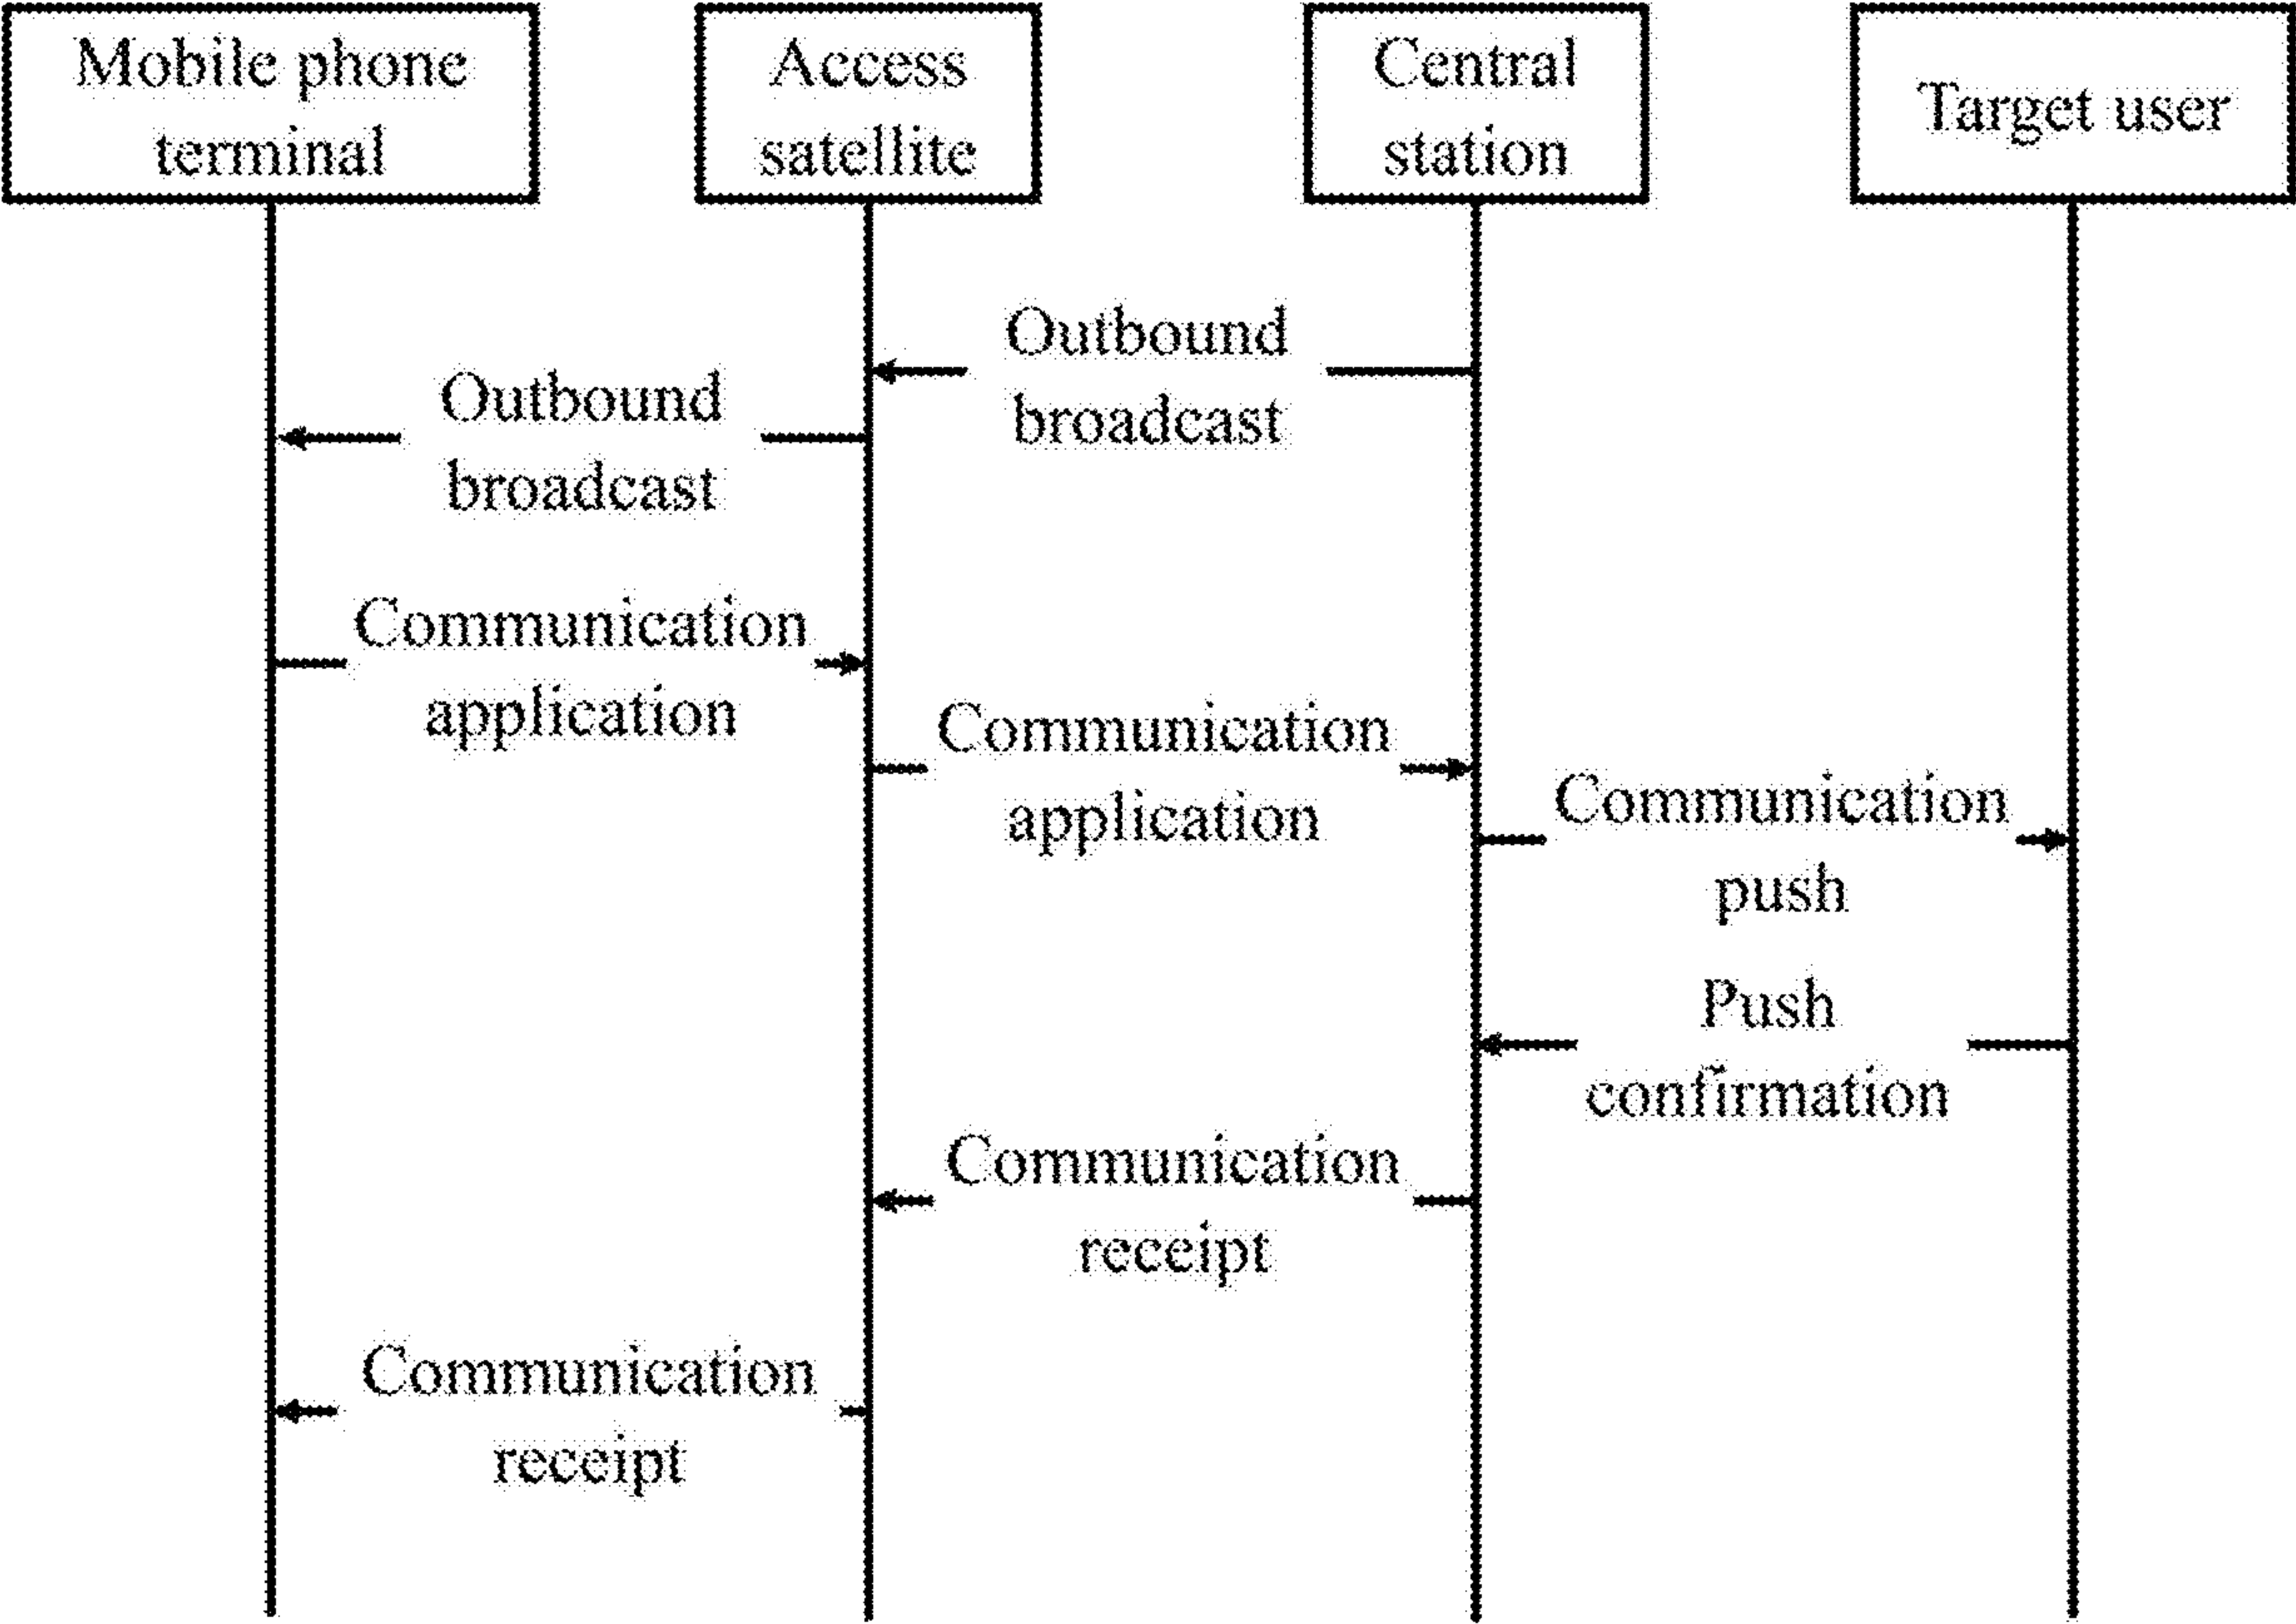 Mobile phone
terminal
Access
satellite
Central
station
Target user
Outbound
broadcast
Outbound
broadcast
Communication
application
Communication
application
Communication
push
Push
confirmation
Communication
receipt
Communication
receipt